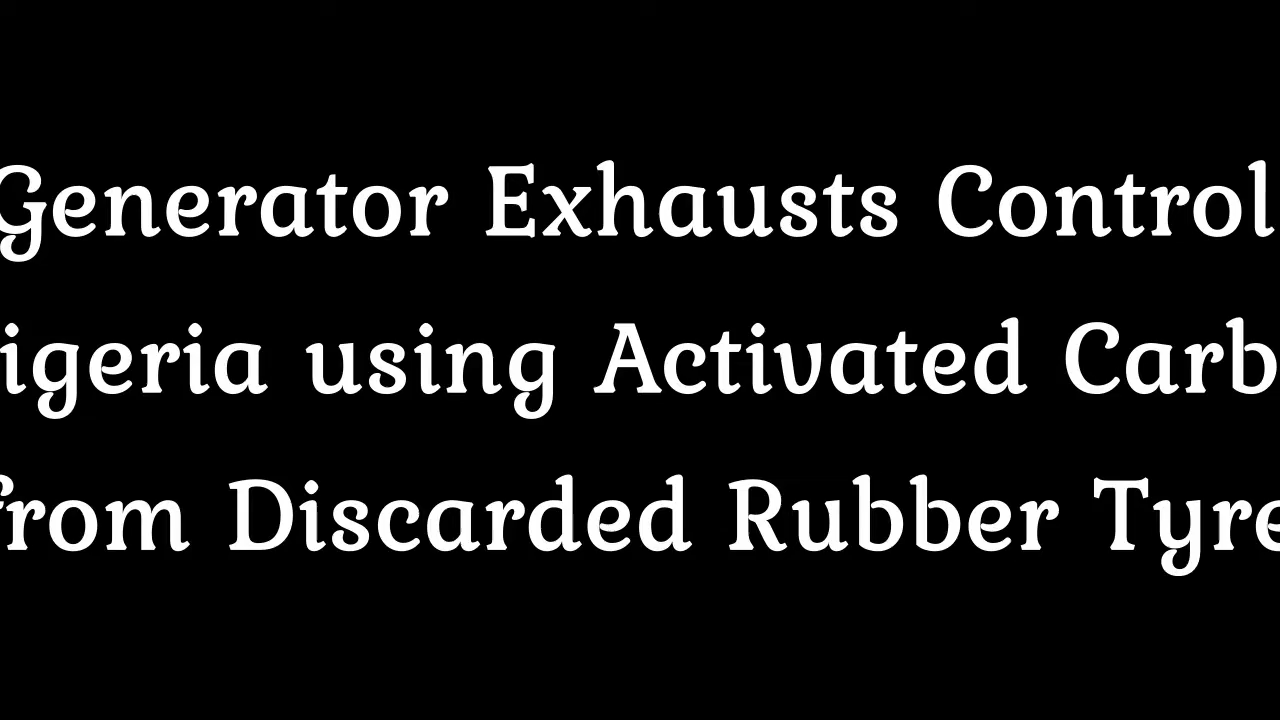 Generator Exhausts Control
igeria using Activated Carb
from Discarded Rubber Tyre